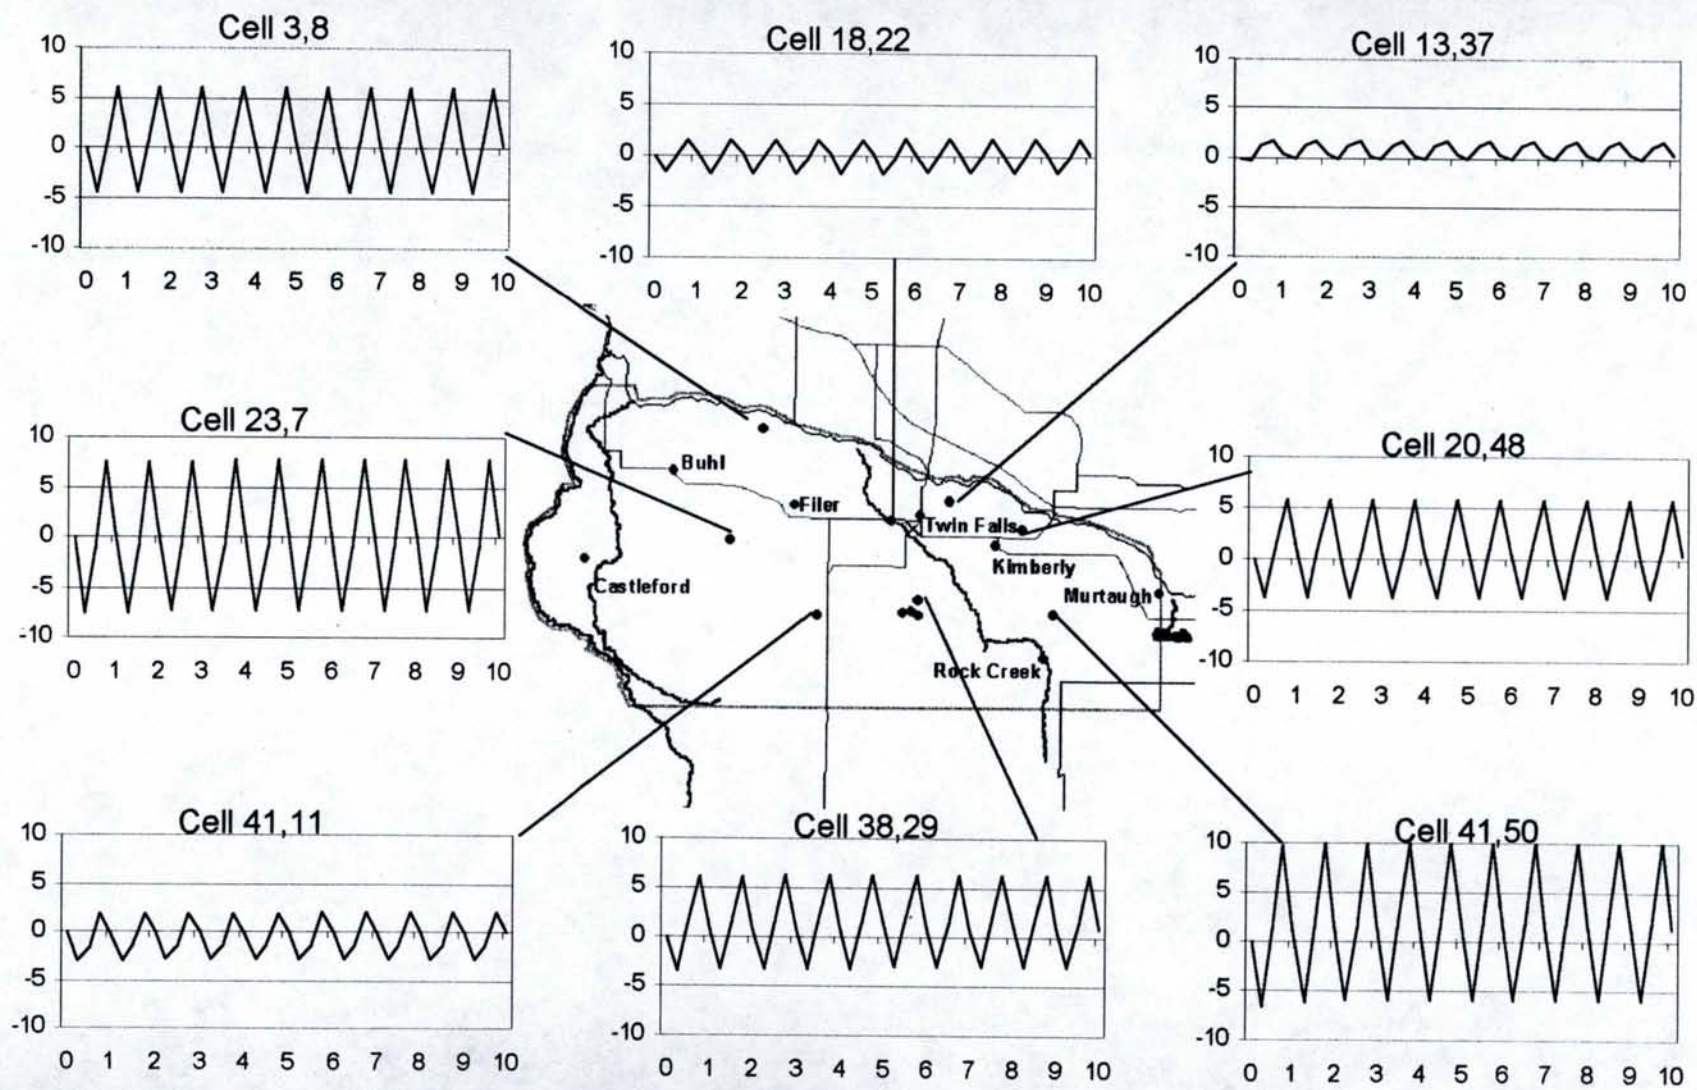 Cell 3,8
10
5
0
-5
-10
0 1 2 3 4 5 6 7 8 9 10
Cell 18,22
10
5
0
-5
-10
0 1 2 3 4 5 6 7 8 9 10
Cell 13,37
10
5
0
-5
-10
0 1 2 3 4 5 6 7 8 9 10
Cell 23,7
10
5
0
-5
-10
0 1 2 3 4 5 6 7 8 9 10
Buhl
Filer
Twin Falls
Kimberly
Castleford
Murtaugh
Rock Creek
Cell 20,48
10
5
0
-5
-10
0 1 2 3 4 5 6 7 8 9 10
Cell 41,11
10
5
0
-5
-10
0 1 2 3 4 5 6 7 8 9 10
Cell 38,29
10
5
0
-5
-10
0 1 2 3 4 5 6 7 8 9 10
Cell 41,50
10
5
0
-5
-10
0 1 2 3 4 5 6 7 8 9 10